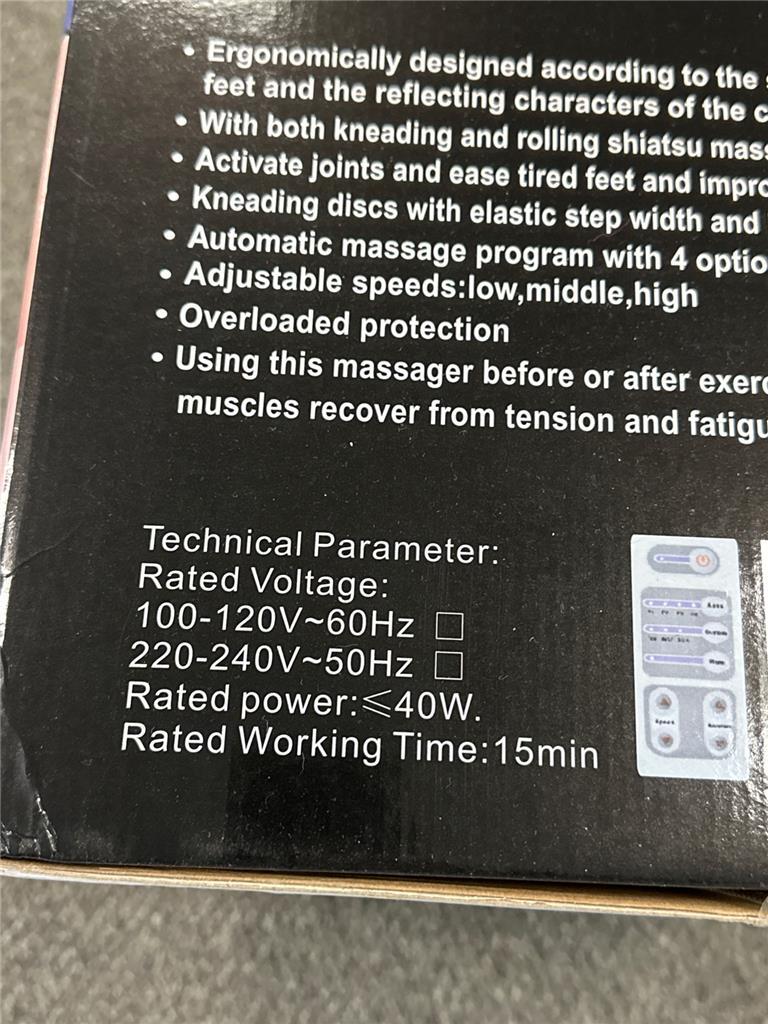 • Ergonomically designed according to the
feet and the reflecting characters of the
• With both kneading and rolling shiatsu
• Activate joints and ease tired feet and
• Kneading discs with elastic step width and
• Automatic massage program with 4
• Adjustable speeds:low,middle,high
• Overloaded protection
• Using this massager before or after
muscles recover from tension and
Technical Parameter:
Rated Voltage:
100-120V~60Hz □
220-240V~50Hz □
Rated power:≤40W.
Rated Working Time:15min